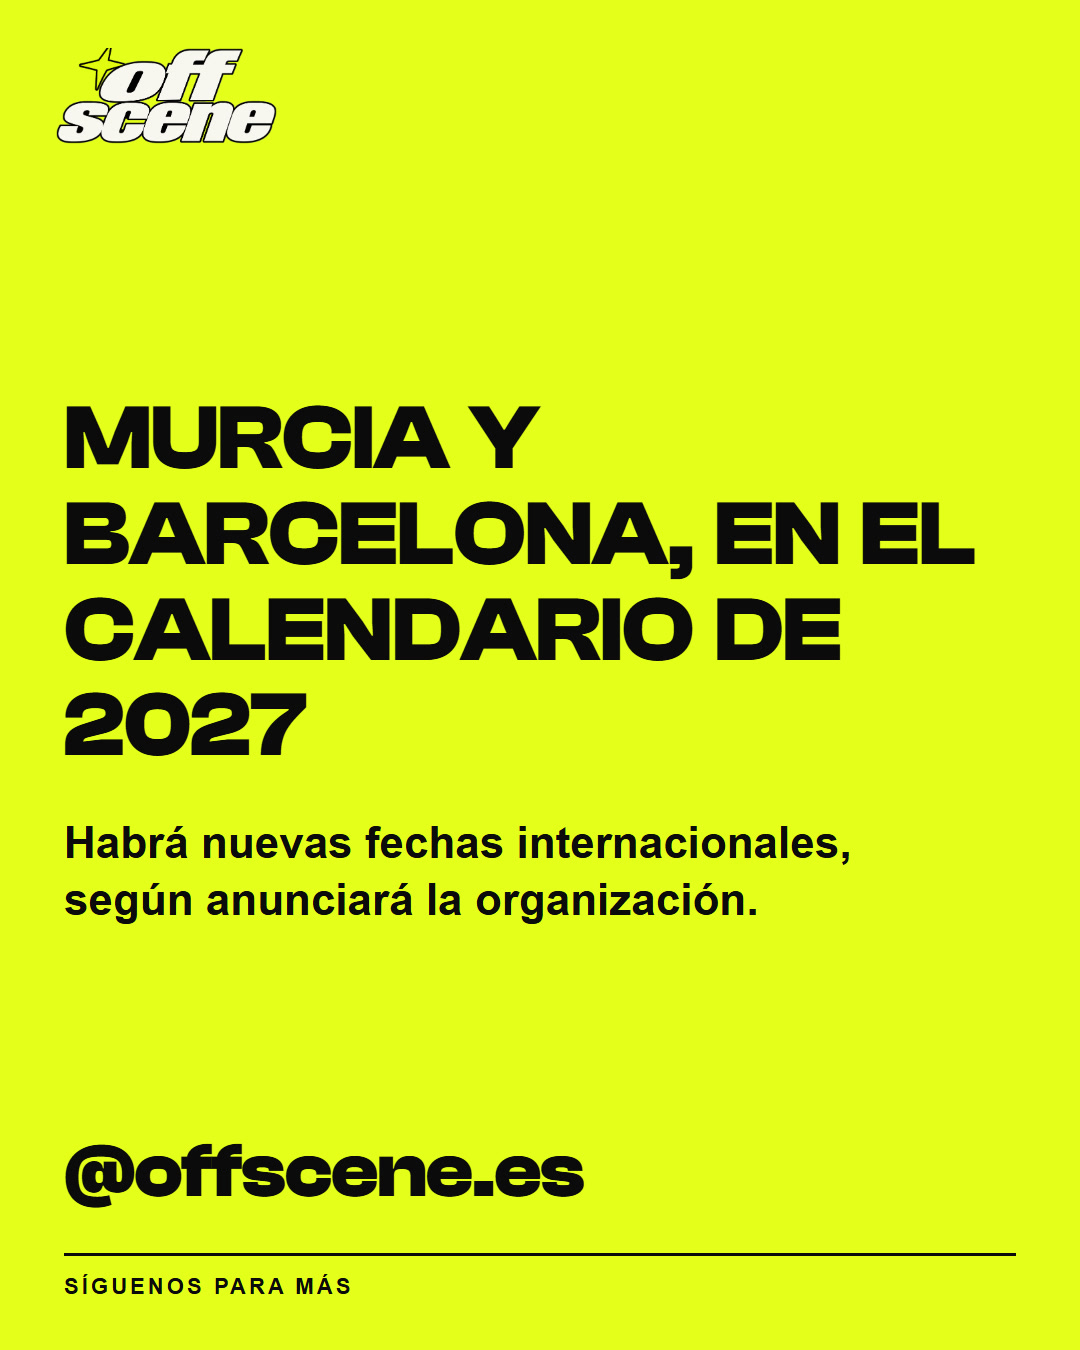 off
scene
MURCIA Y
BARCELONA, EN EL
CALENDARIO DE
2027
Habrá nuevas fechas internacionales,
según anunciará la organización.
@offscene.es
SÍGUENOS PARA MÁS